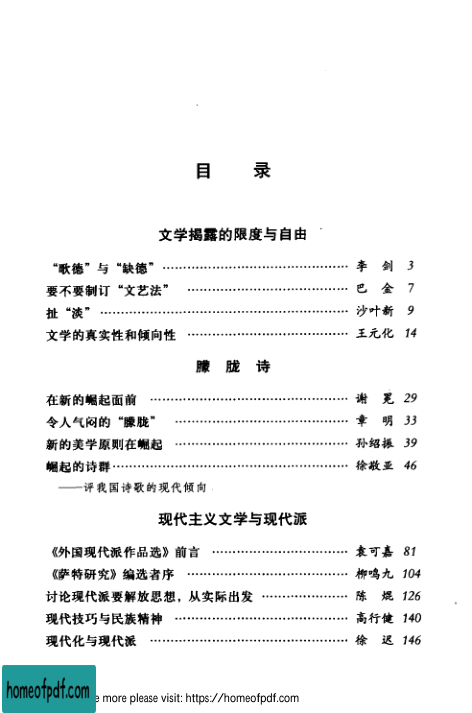 目 录
文学揭露的限度与自由
“歌德”与“缺德” …… 李 剑 3
要不要制订“文艺法” …… 巴 金 7
扯“淡” …… 沙叶新 9
文学的真实性和倾向性 …… 王元化 14
朦 胧 诗
在新的崛起面前 …… 谢 冕 29
令人气闷的“朦胧” …… 章 明 33
新的美学原则在崛起 …… 孙绍振 39
崛起的诗群 …… 徐敬亚 46
——评我国诗歌的现代倾向
现代主义文学与现代派
《外国现代派作品选》前言 …… 袁可嘉 81
《萨特研究》编选者序 …… 柳鸣九 104
讨论现代派要解放思想，从实际出发 …… 陈 焜 126
现代技巧与民族精神 …… 高行健 140
现代化与现代派 …… 徐 迟 146
homeofpdf.com
e more please visit: https://homeofpdf.com